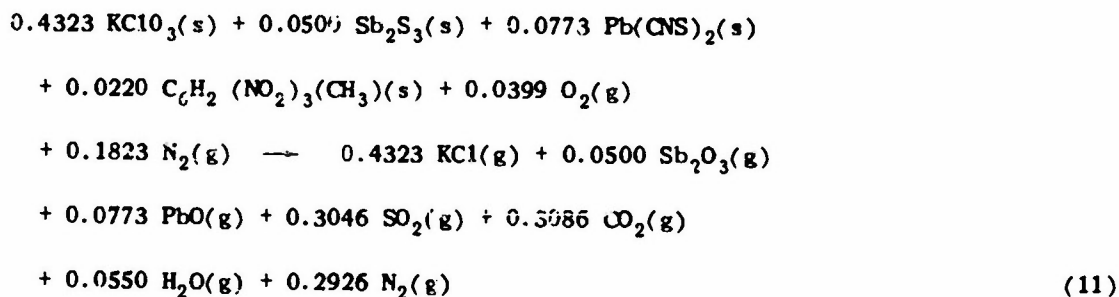 0.4323 KClO₃(s) + 0.0500 Sb₂S₃(s) + 0.0773 Pb(CNS)₂(s)
+ 0.0220 C₆H₂ (NO₂)₃(CH₃)(s) + 0.0399 O₂(g)
+ 0.1823 N₂(g) → 0.4323 KCl(g) + 0.0500 Sb₂O₃(g)
+ 0.0773 PbO(g) + 0.3046 SO₂(g) + 0.3086 CO₂(g)
+ 0.0550 H₂O(g) + 0.2926 N₂(g) (11)